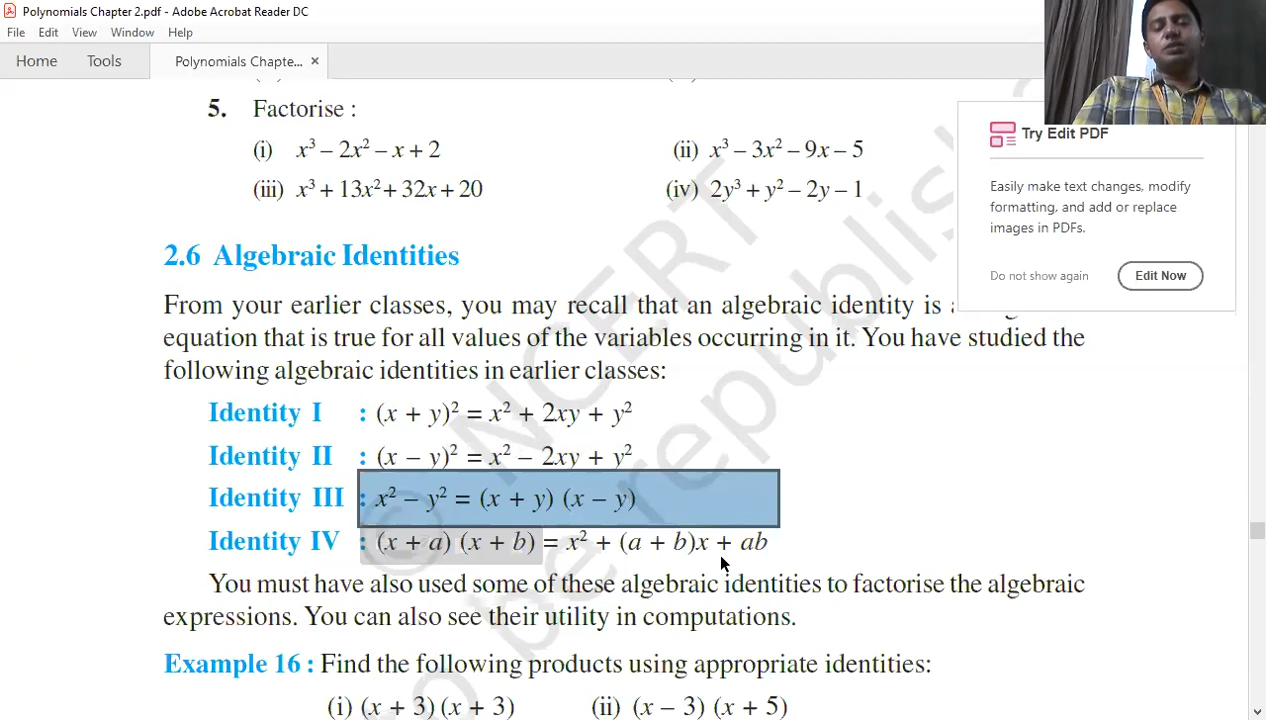 Polynomials Chapter 2.pdf - Adobe Acrobat Reader DC
File Edit View Window Help
Home Tools Polynomials Chapte... ×
5. Factorise :
(i) x³ – 2x² – x + 2 (ii) x³ – 3x² – 9x – 5
(iii) x³ + 13x² + 32x + 20 (iv) 2y³ + y² – 2y – 1
Try Edit PDF
Easily make text changes, modify
formatting, and add or replace
images in PDFs.
Do not show again Edit Now
2.6 Algebraic Identities
From your earlier classes, you may recall that an algebraic identity is
equation that is true for all values of the variables occurring in it. You have studied the
following algebraic identities in earlier classes:
Identity I : (x + y)² = x² + 2xy + y²
Identity II : (x – y)² = x² – 2xy + y²
Identity III : x² – y² = (x + y) (x – y)
Identity IV : (x + a) (x + b) = x² + (a + b)x + ab
You must have also used some of these algebraic identities to factorise the algebraic
expressions. You can also see their utility in computations.
Example 16 : Find the following products using appropriate identities:
(i) (x + 3) (x + 3) (ii) (x – 3) (x + 5)
© NCERT
to be republish